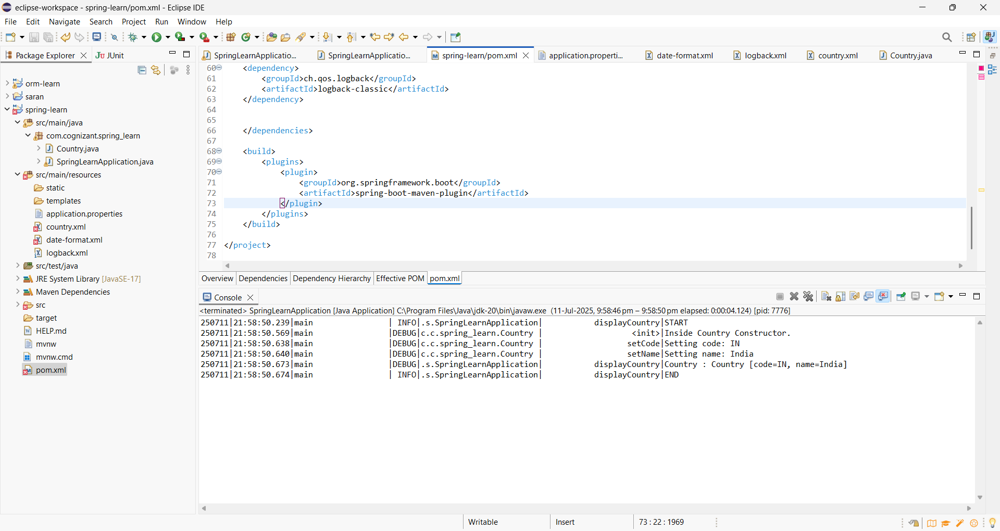 eclipse-workspace - spring-learn/pom.xml - Eclipse IDE
File Edit Navigate Search Project Run Window Help
Package Explorer JUnit
SpringLearnApplicatio... SpringLearnApplicatio... spring-learn/pom.xml application.properti... date-format.xml logback.xml country.xml Country.java
orm-learn
saran
spring-learn
src/main/java
com.cognizant.spring_learn
Country.java
SpringLearnApplication.java
src/main/resources
static
templates
application.properties
country.xml
date-format.xml
logback.xml
src/test/java
JRE System Library [JavaSE-17]
Maven Dependencies
src
target
HELP.md
mvnw
mvnw.cmd
pom.xml
60 <dependency>
61 <groupId>ch.qos.logback</groupId>
62 <artifactId>logback-classic</artifactId>
63 </dependency>
64
65
66 </dependencies>
67
68 <build>
69 <plugins>
70 <plugin>
71 <groupId>org.springframework.boot</groupId>
72 <artifactId>spring-boot-maven-plugin</artifactId>
73 </plugin>
74 </plugins>
75 </build>
76
77 </project>
78
Overview Dependencies Dependency Hierarchy Effective POM pom.xml
Console
<terminated> SpringLearnApplication [Java Application] C:\Program Files\Java\jdk-20\bin\javaw.exe (11-Jul-2025, 9:58:46 pm – 9:58:50 pm elapsed: 0:00:04.124) [pid: 7776]
250711|21:58:50.239|main | INFO|.s.SpringLearnApplication| displayCountry|START
250711|21:58:50.569|main |DEBUG|c.c.spring_learn.Country | <init>|Inside Country Constructor.
250711|21:58:50.638|main |DEBUG|c.c.spring_learn.Country | setCode|Setting code: IN
250711|21:58:50.640|main |DEBUG|c.c.spring_learn.Country | setName|Setting name: India
250711|21:58:50.673|main |DEBUG|.s.SpringLearnApplication| displayCountry|Country : Country [code=IN, name=India]
250711|21:58:50.674|main | INFO|.s.SpringLearnApplication| displayCountry|END
Writable Insert 73 : 22 : 1969